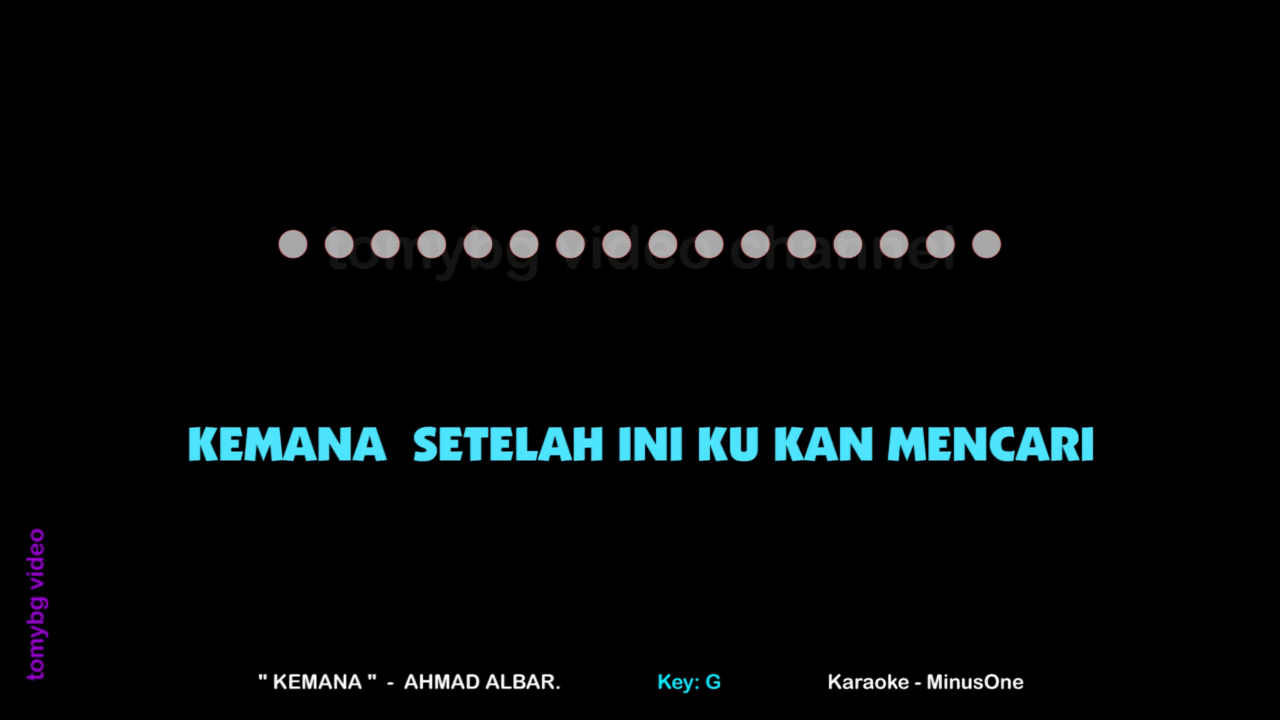 tomybg video channel
KEMANA  SETELAH INI KU KAN MENCARI
tomybg video
" KEMANA "  -  AHMAD ALBAR.
Key: G
Karaoke - MinusOne